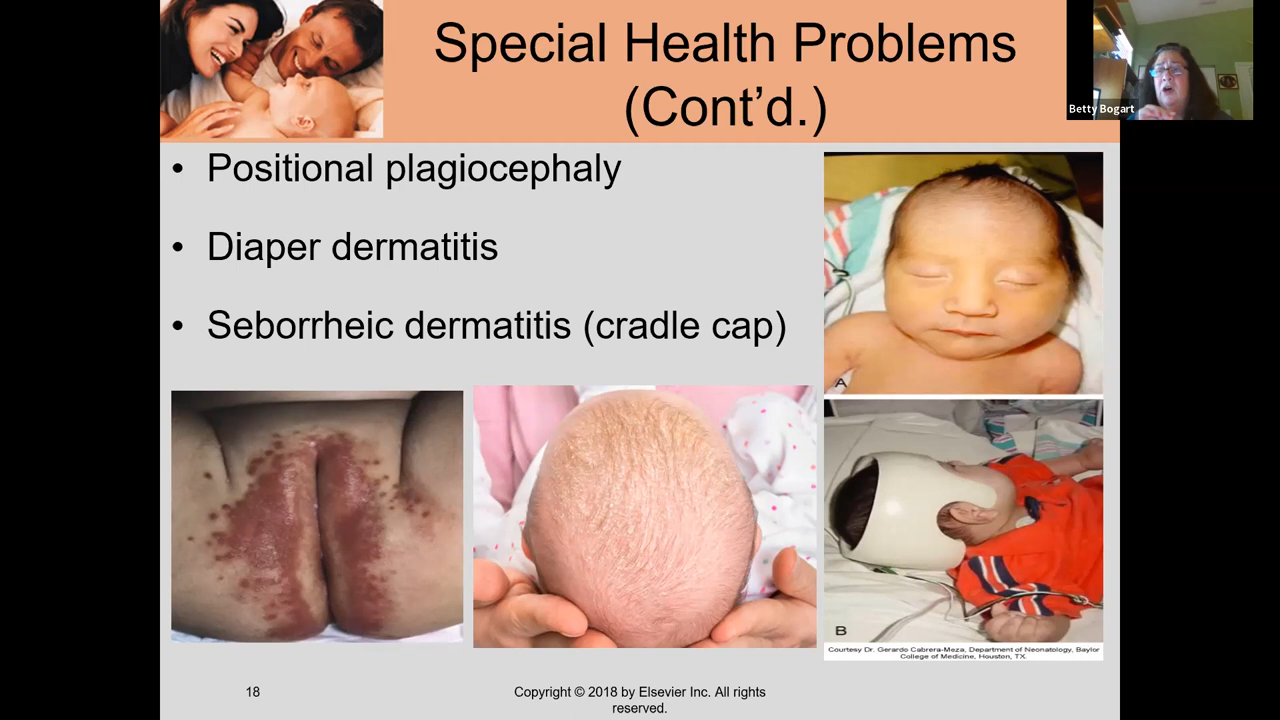 Special Health Problems
(Cont’d.)
Betty Bogart
• Positional plagiocephaly
• Diaper dermatitis
• Seborrheic dermatitis (cradle cap)
A
B
Courtesy Dr. Gerardo Cabrera-Meza, Department of Neonatology, Baylor
College of Medicine, Houston, TX.
18
Copyright © 2018 by Elsevier Inc. All rights
reserved.